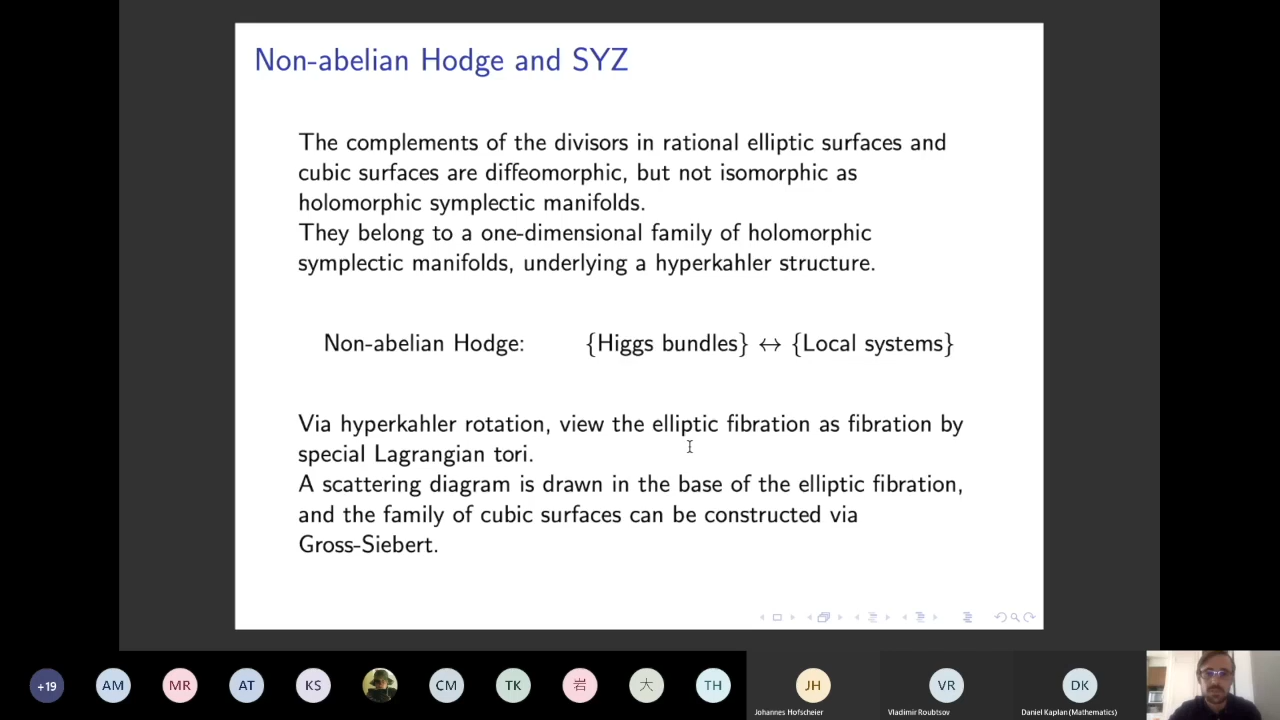 Non-abelian Hodge and SYZ
The complements of the divisors in rational elliptic surfaces and
cubic surfaces are diffeomorphic, but not isomorphic as
holomorphic symplectic manifolds.
They belong to a one-dimensional family of holomorphic
symplectic manifolds, underlying a hyperkahler structure.
Non-abelian Hodge: {Higgs bundles} ↔ {Local systems}
Via hyperkahler rotation, view the elliptic fibration as fibration by
special Lagrangian tori.
A scattering diagram is drawn in the base of the elliptic fibration,
and the family of cubic surfaces can be constructed via
Gross-Siebert.
+19 AM MR AT KS CM TK 岩 大 TH JH VR DK
Johannes Hofscheier Vladimir Roubtsov Daniel Kaplan (Mathematics)